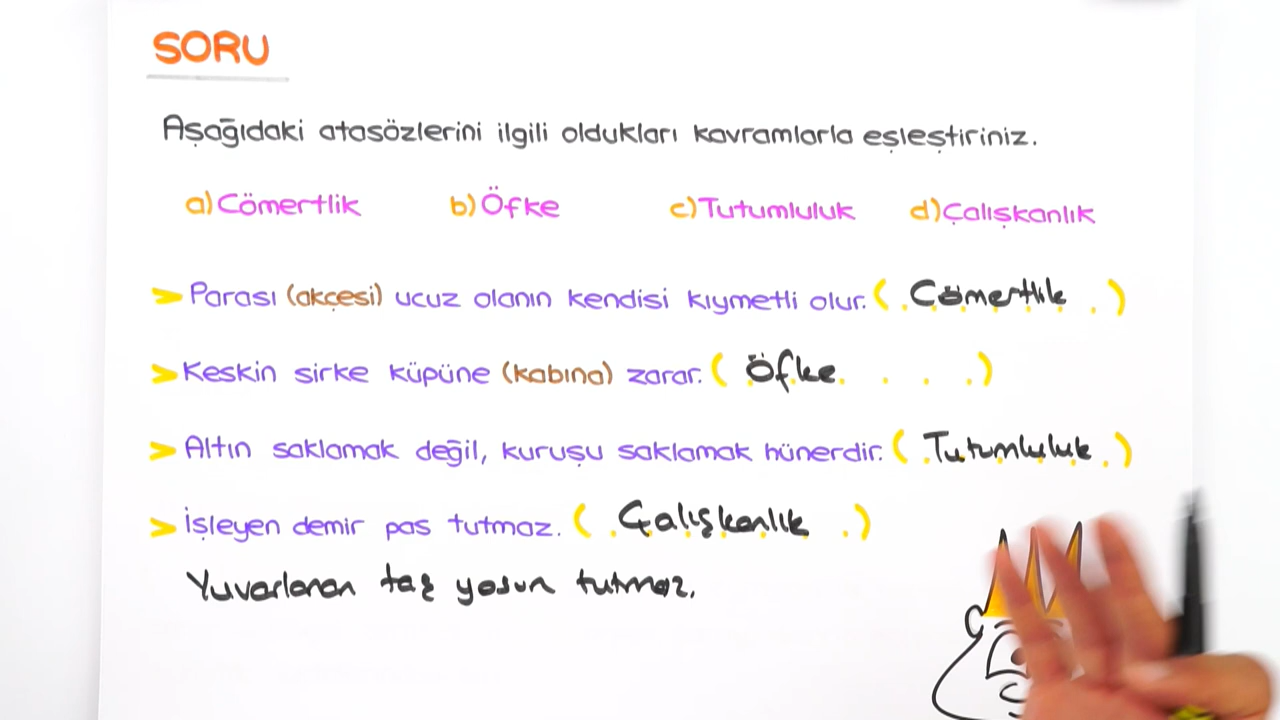 SORU
Aşağıdaki atasözlerini ilgili oldukları kavramlarla eşleştiriniz.
a) Cömertlik b) Öfke c) Tutumluluk d) Çalışkanlık
> Parası (akçesi) ucuz olanın kendisi kıymetli olur. ( Cömertlik )
> Keskin sirke küpüne (kabına) zarar. ( Öfke . . . . )
> Altın saklamak değil, kuruşu saklamak hünerdir. ( Tutumluluk . )
> İşleyen demir pas tutmaz. ( Çalışkanlık . )
Yuvarlanan taş yosun tutmaz.